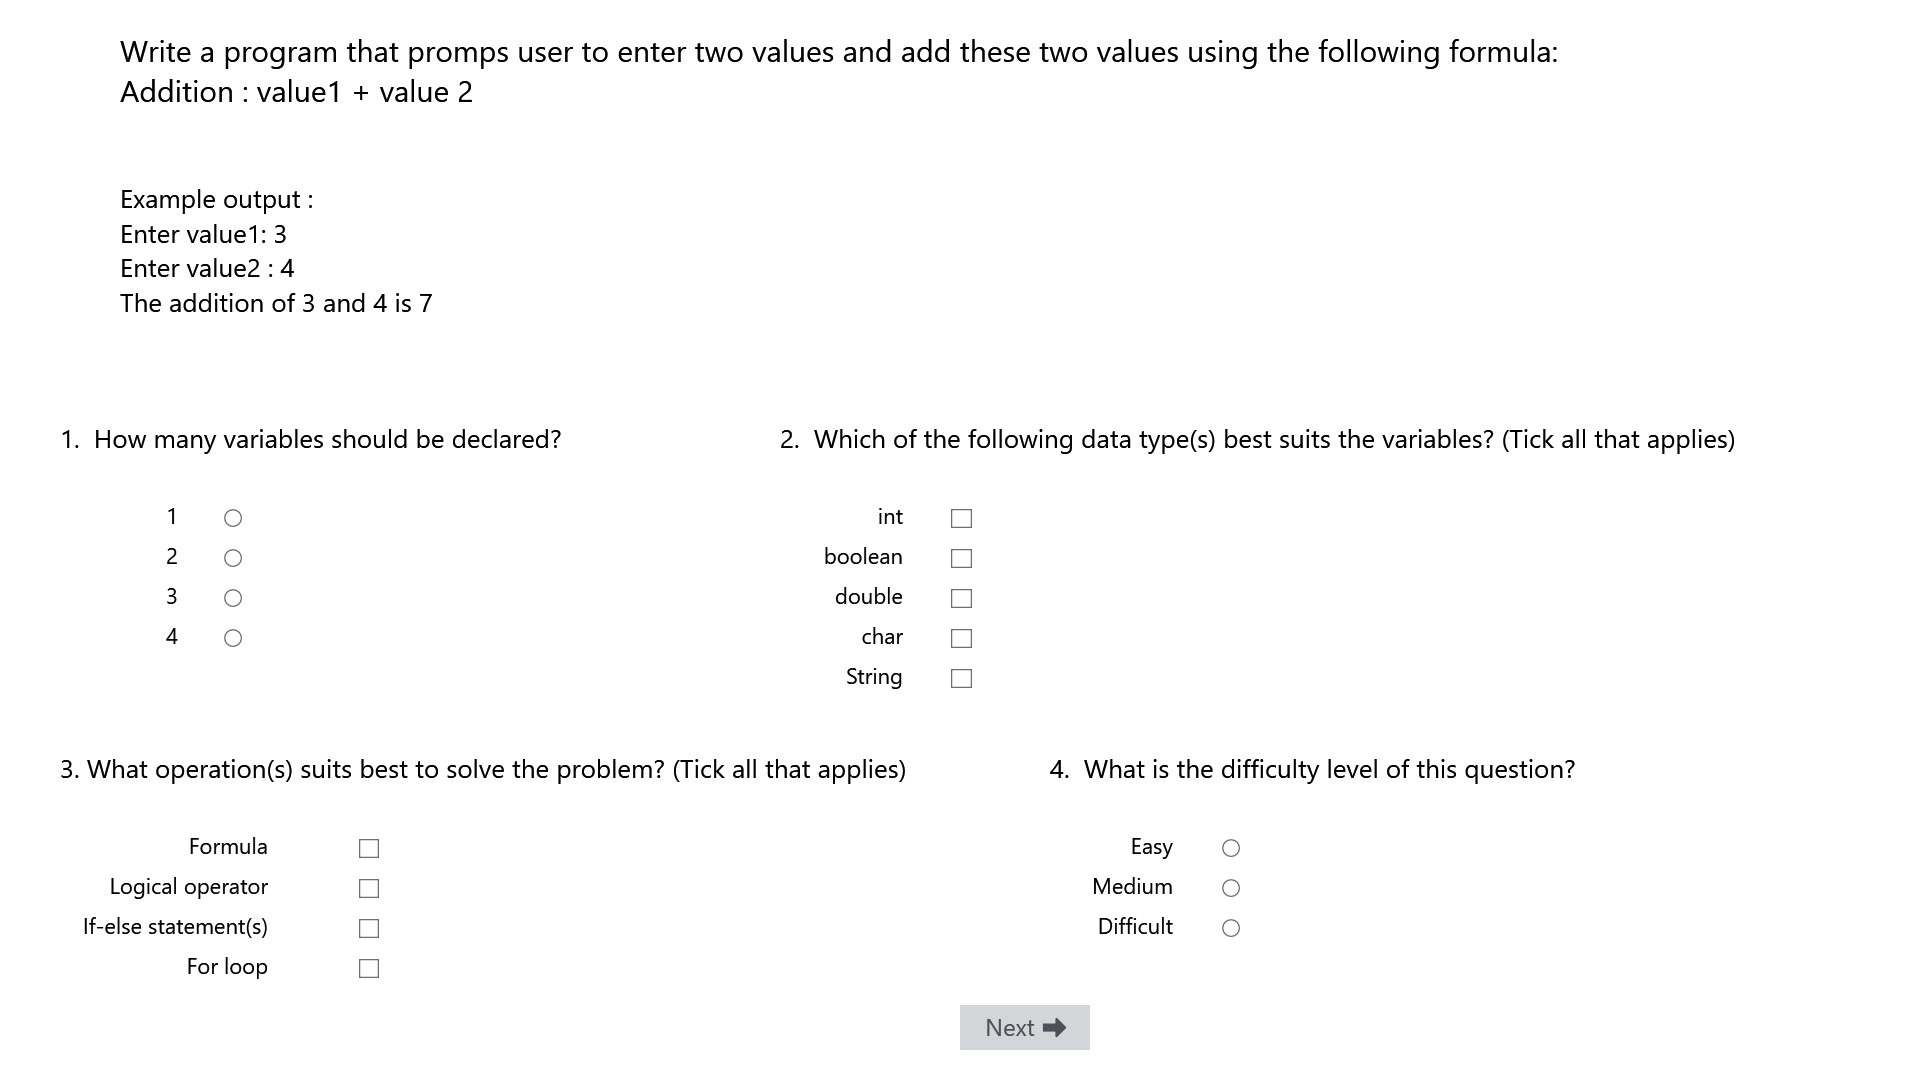 Write a program that promps user to enter two values and add these two values using the following formula:
Addition : value1 + value 2
Example output :
Enter value1: 3
Enter value2 : 4
The addition of 3 and 4 is 7
1. How many variables should be declared?
1
2
3
4
2. Which of the following data type(s) best suits the variables? (Tick all that applies)
int
boolean
double
char
String
3. What operation(s) suits best to solve the problem? (Tick all that applies)
Formula
Logical operator
If-else statement(s)
For loop
4. What is the difficulty level of this question?
Easy
Medium
Difficult
Next